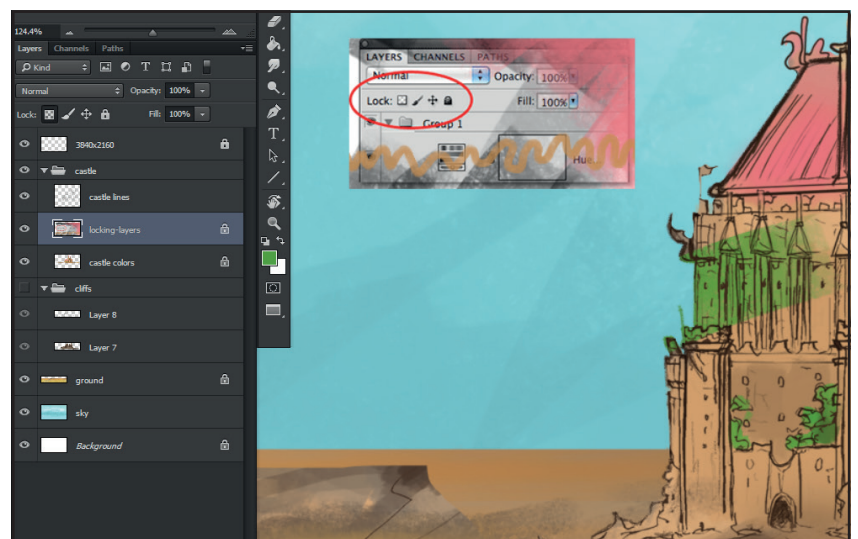 124.4%
Layers Channels Paths
Kind
Normal Opacity: 100%
Lock: Fill: 100%
3840x2160
castle
castle lines
locking-layers
castle colors
cliffs
Layer 8
Layer 7
ground
sky
Background
LAYERS CHANNELS PATHS
Normal Opacity: 100%
Lock: Fill: 100%
Group 1
Hue...